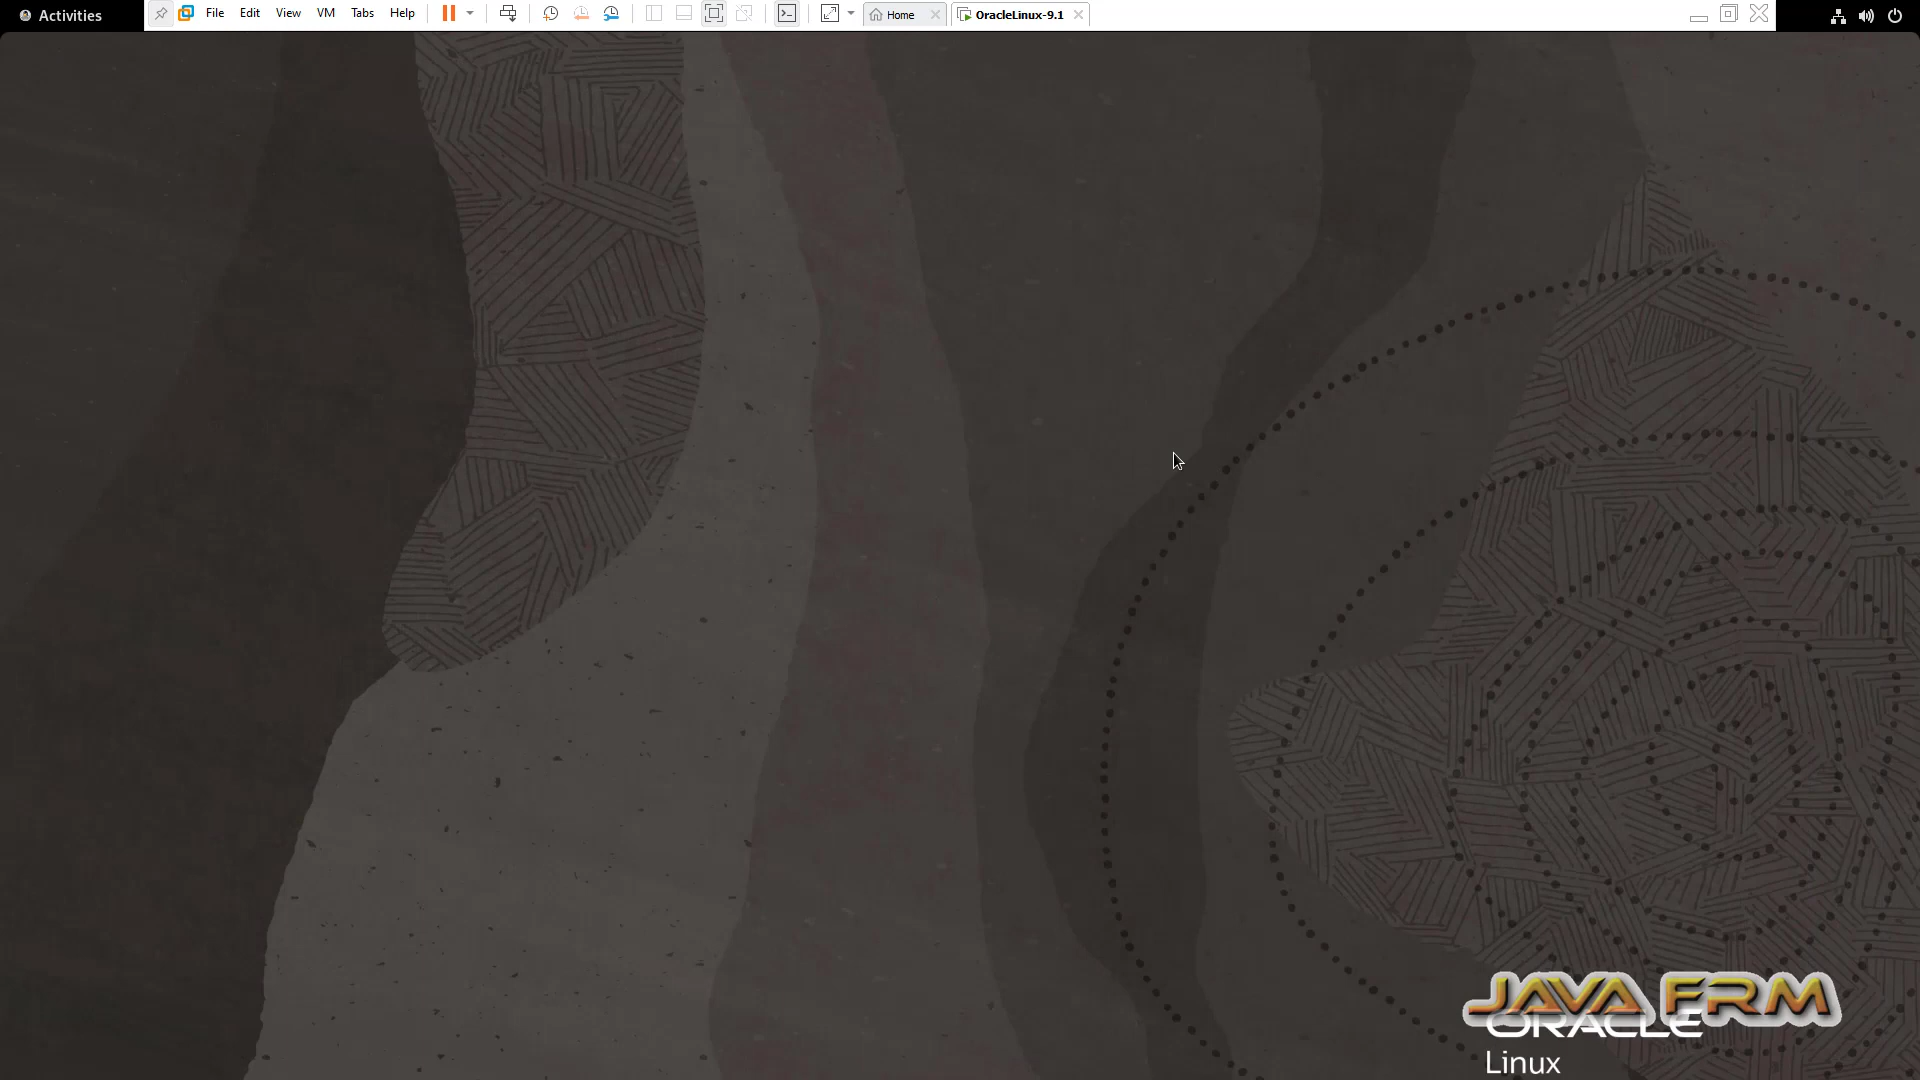 Activities
File Edit View VM Tabs Help
Home
OracleLinux-9.1
JAVA FRM
ORACLE
Linux